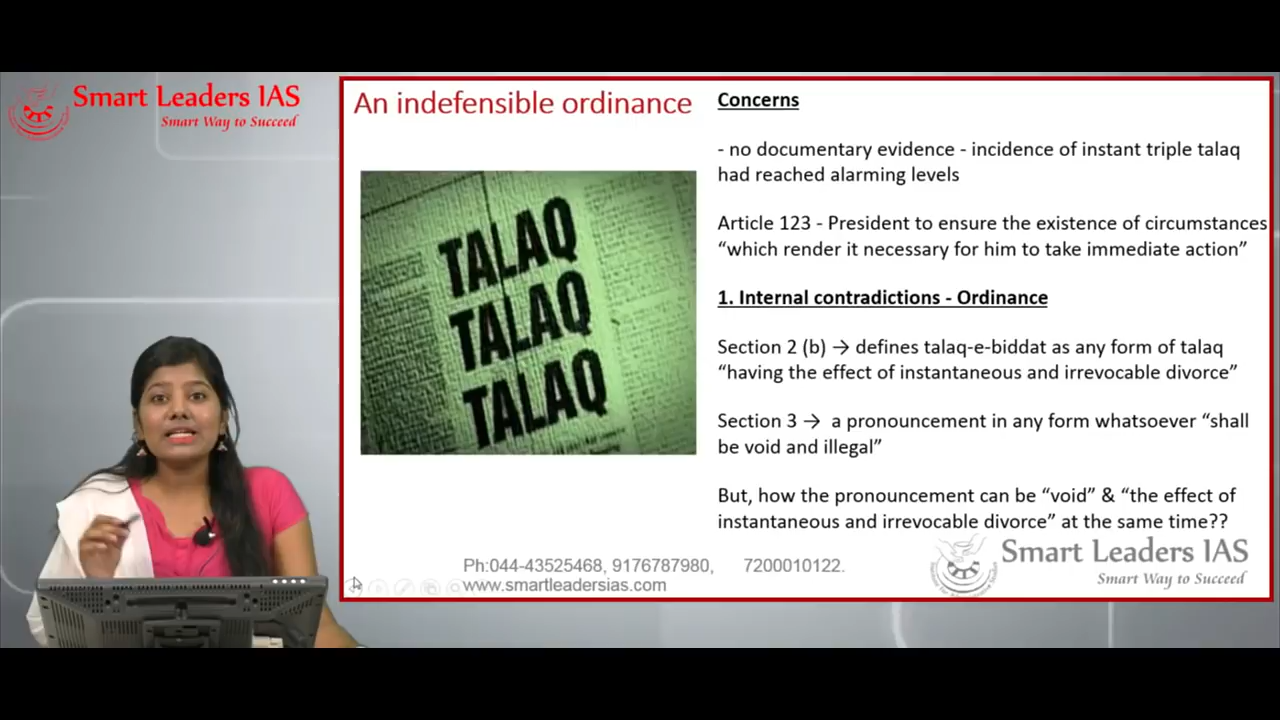 Smart Leaders IAS
Smart Way to Succeed
An indefensible ordinance
TALAQ
TALAQ
TALAQ
Concerns
- no documentary evidence - incidence of instant triple talaq
had reached alarming levels
Article 123 - President to ensure the existence of circumstances
“which render it necessary for him to take immediate action”
1. Internal contradictions - Ordinance
Section 2 (b) → defines talaq-e-biddat as any form of talaq
“having the effect of instantaneous and irrevocable divorce”
Section 3 → a pronouncement in any form whatsoever “shall
be void and illegal”
But, how the pronouncement can be “void” & “the effect of
instantaneous and irrevocable divorce” at the same time??
Smart Leaders IAS
Smart Way to Succeed
Ph:044-43525468, 9176787980, 7200010122.
www.smartleadersias.com